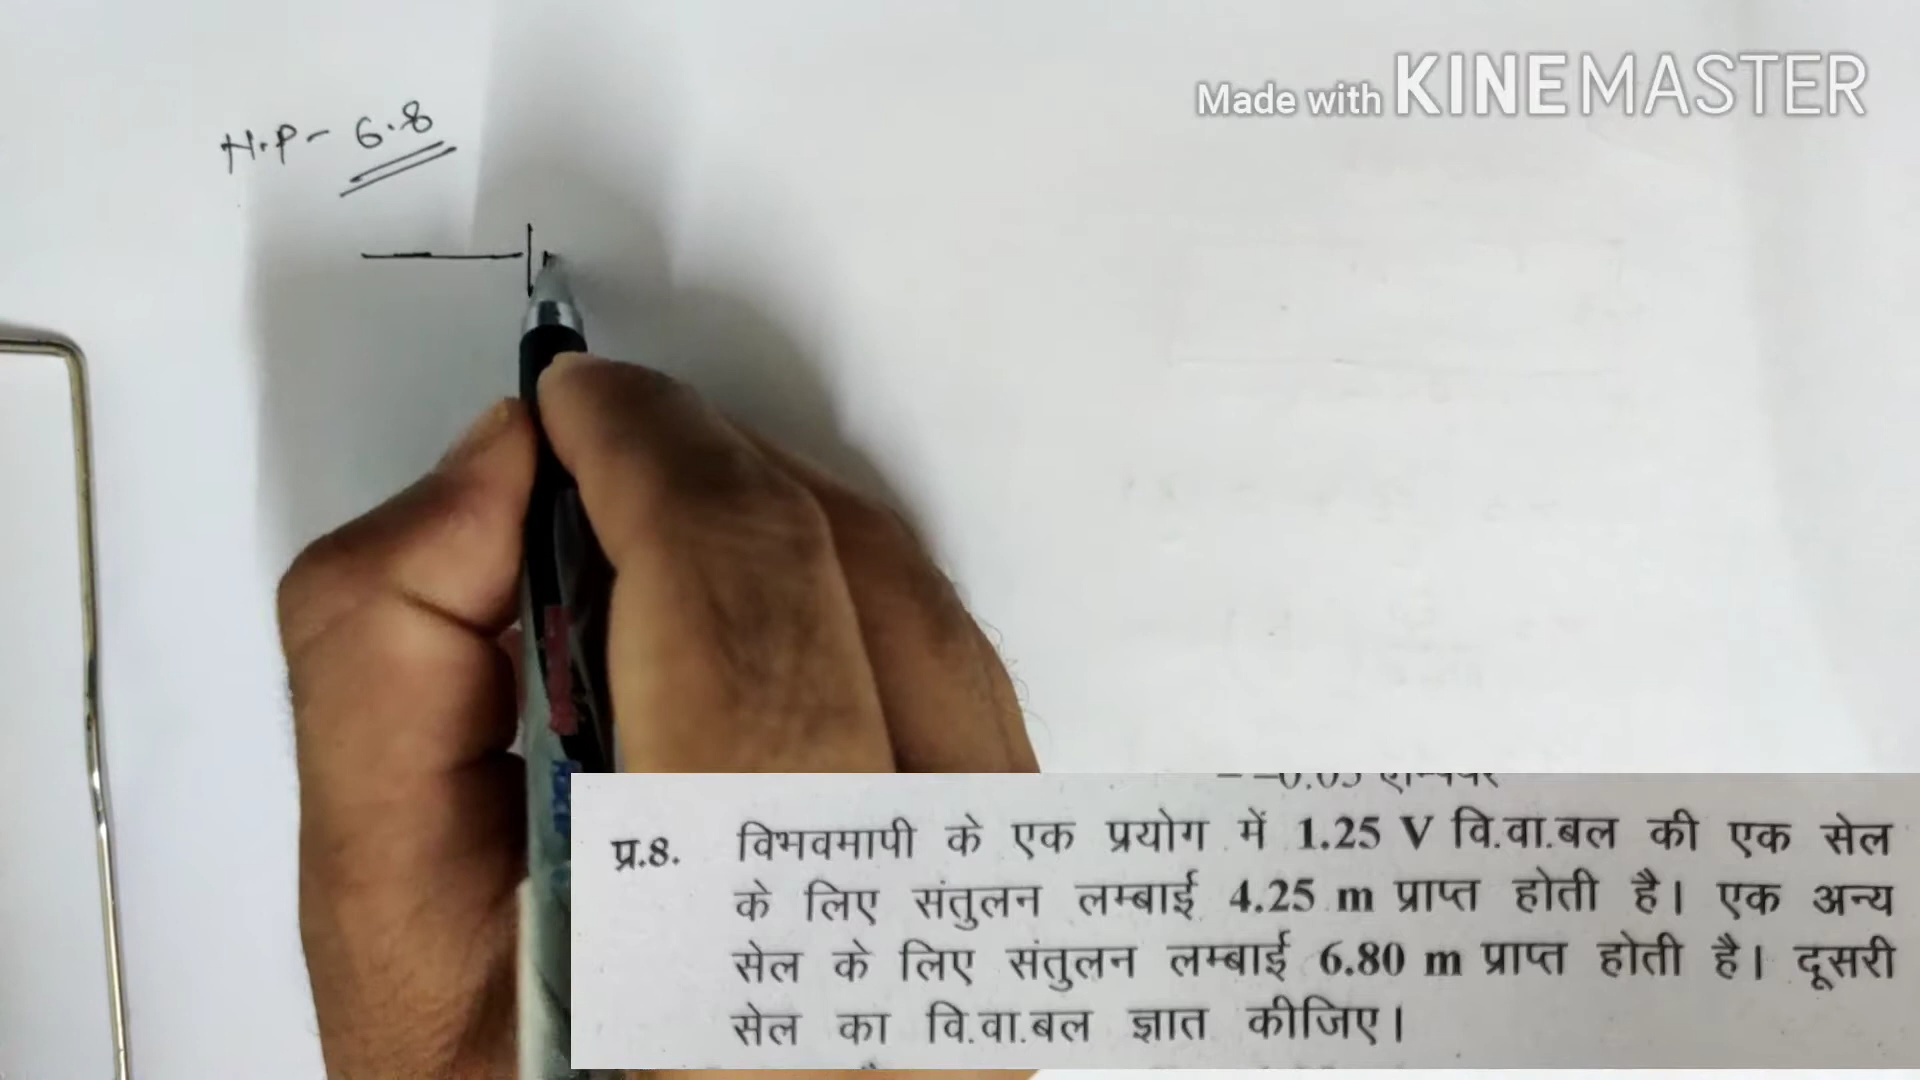 Made with KINEMASTER
N.P- 6.8
प्र.8. विभवमापी के एक प्रयोग में 1.25 V वि.वा.बल की एक सेल
के लिए संतुलन लम्बाई 4.25 m प्राप्त होती है। एक अन्य
सेल के लिए संतुलन लम्बाई 6.80 m प्राप्त होती है। दूसरी
सेल का वि.वा.बल ज्ञात कीजिए।